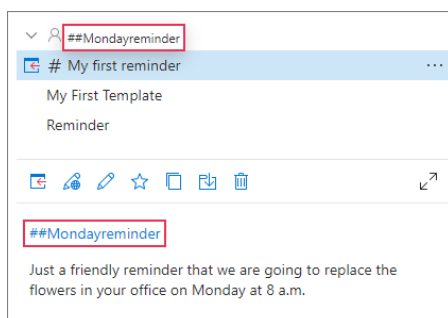 ##Mondayreminder
# My first reminder
My First Template
Reminder
##Mondayreminder
Just a friendly reminder that we are going to replace the
flowers in your office on Monday at 8 a.m.